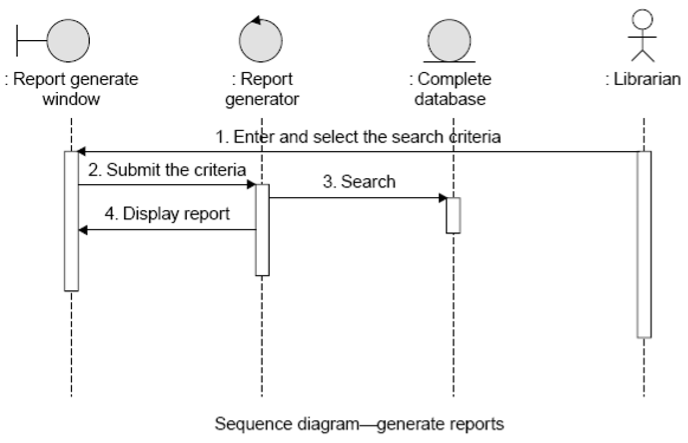 : Report generate
window
: Report
generator
: Complete
database
: Librarian
1. Enter and select the search criteria
2. Submit the criteria
3. Search
4. Display report
Sequence diagram—generate reports